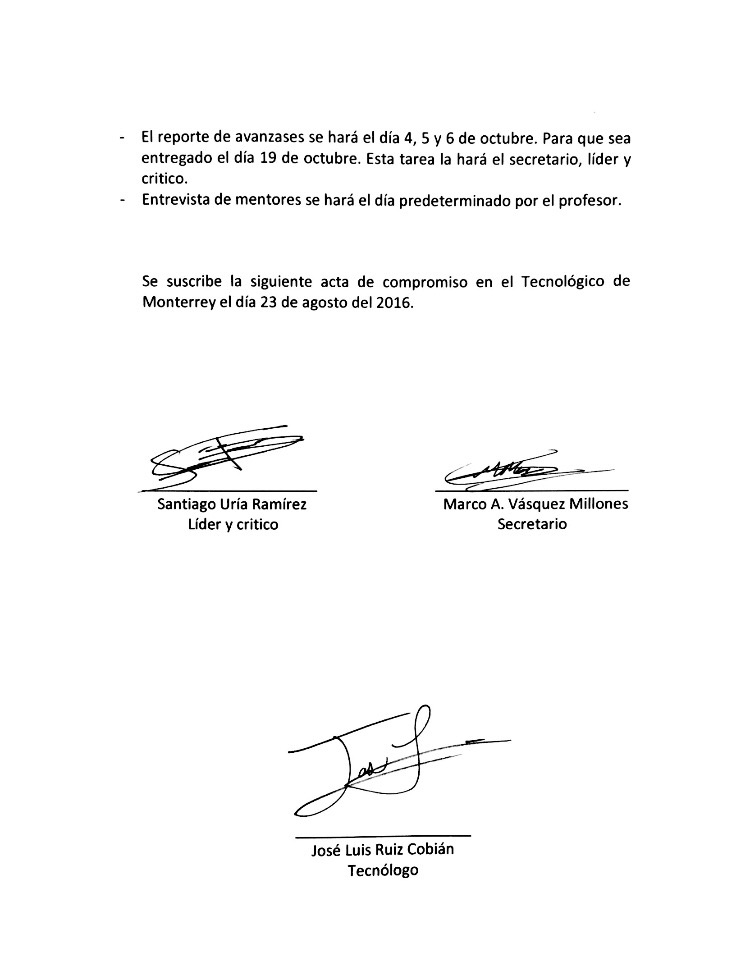 - El reporte de avanzases se hará el día 4, 5 y 6 de octubre. Para que sea
entregado el día 19 de octubre. Esta tarea la hará el secretario, líder y
critico.
- Entrevista de mentores se hará el día predeterminado por el profesor.
Se suscribe la siguiente acta de compromiso en el Tecnológico de
Monterrey el día 23 de agosto del 2016.
Santiago Uría Ramírez
Líder y critico
Marco A. Vásquez Millones
Secretario
José Luis Ruiz Cobián
Tecnólogo